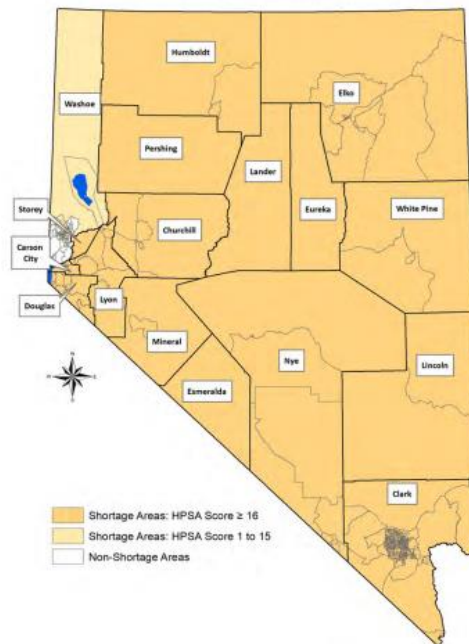 Humboldt
Elko
Washoe
Pershing
Lander
Eureka
White Pine
Storey
Churchill
Carson
City
Douglas
Lyon
Mineral
Nye
Lincoln
Esmeralda
Clark
N
Shortage Areas: HPSA Score ≥ 16
Shortage Areas: HPSA Score 1 to 15
Non-Shortage Areas